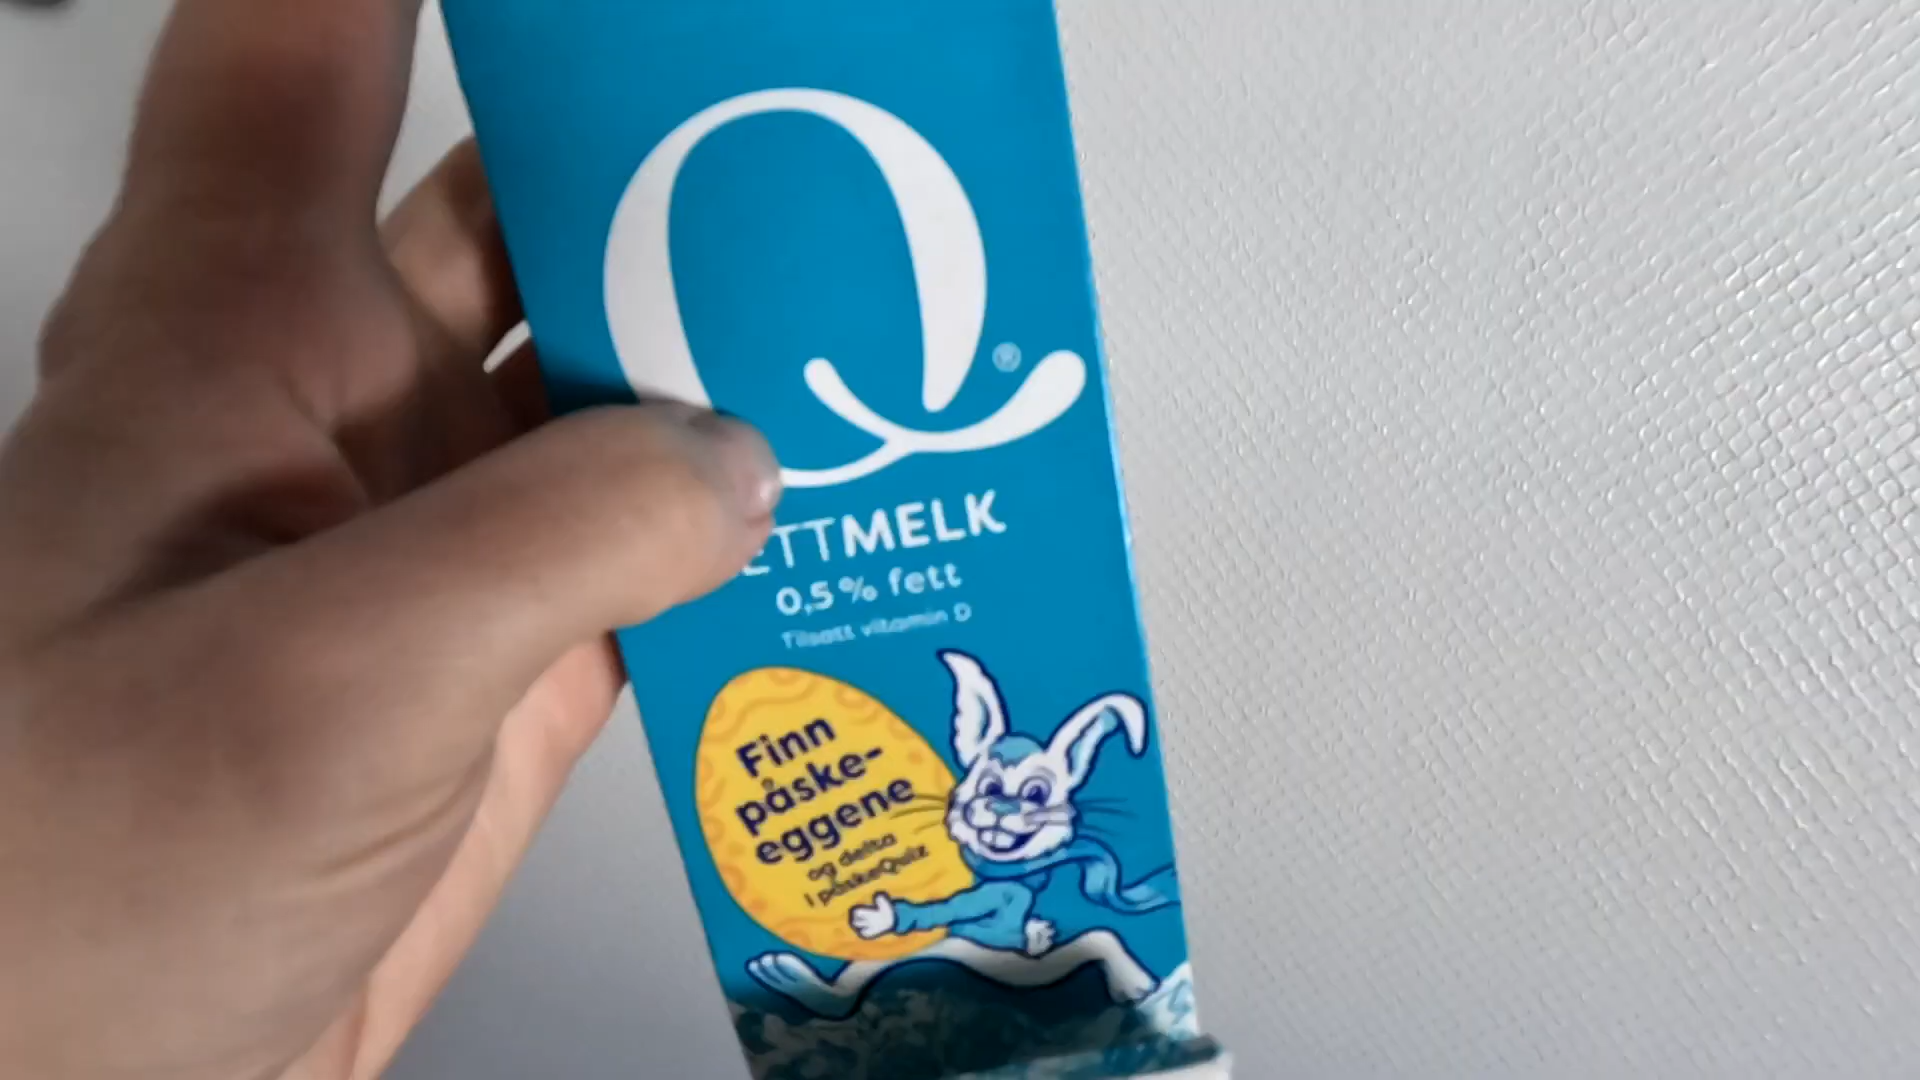 Q®
ETTMELK
0,5% fett
Tilsatt vitamin D
Finn
påske-
eggene
og delta
i påskeQuiz